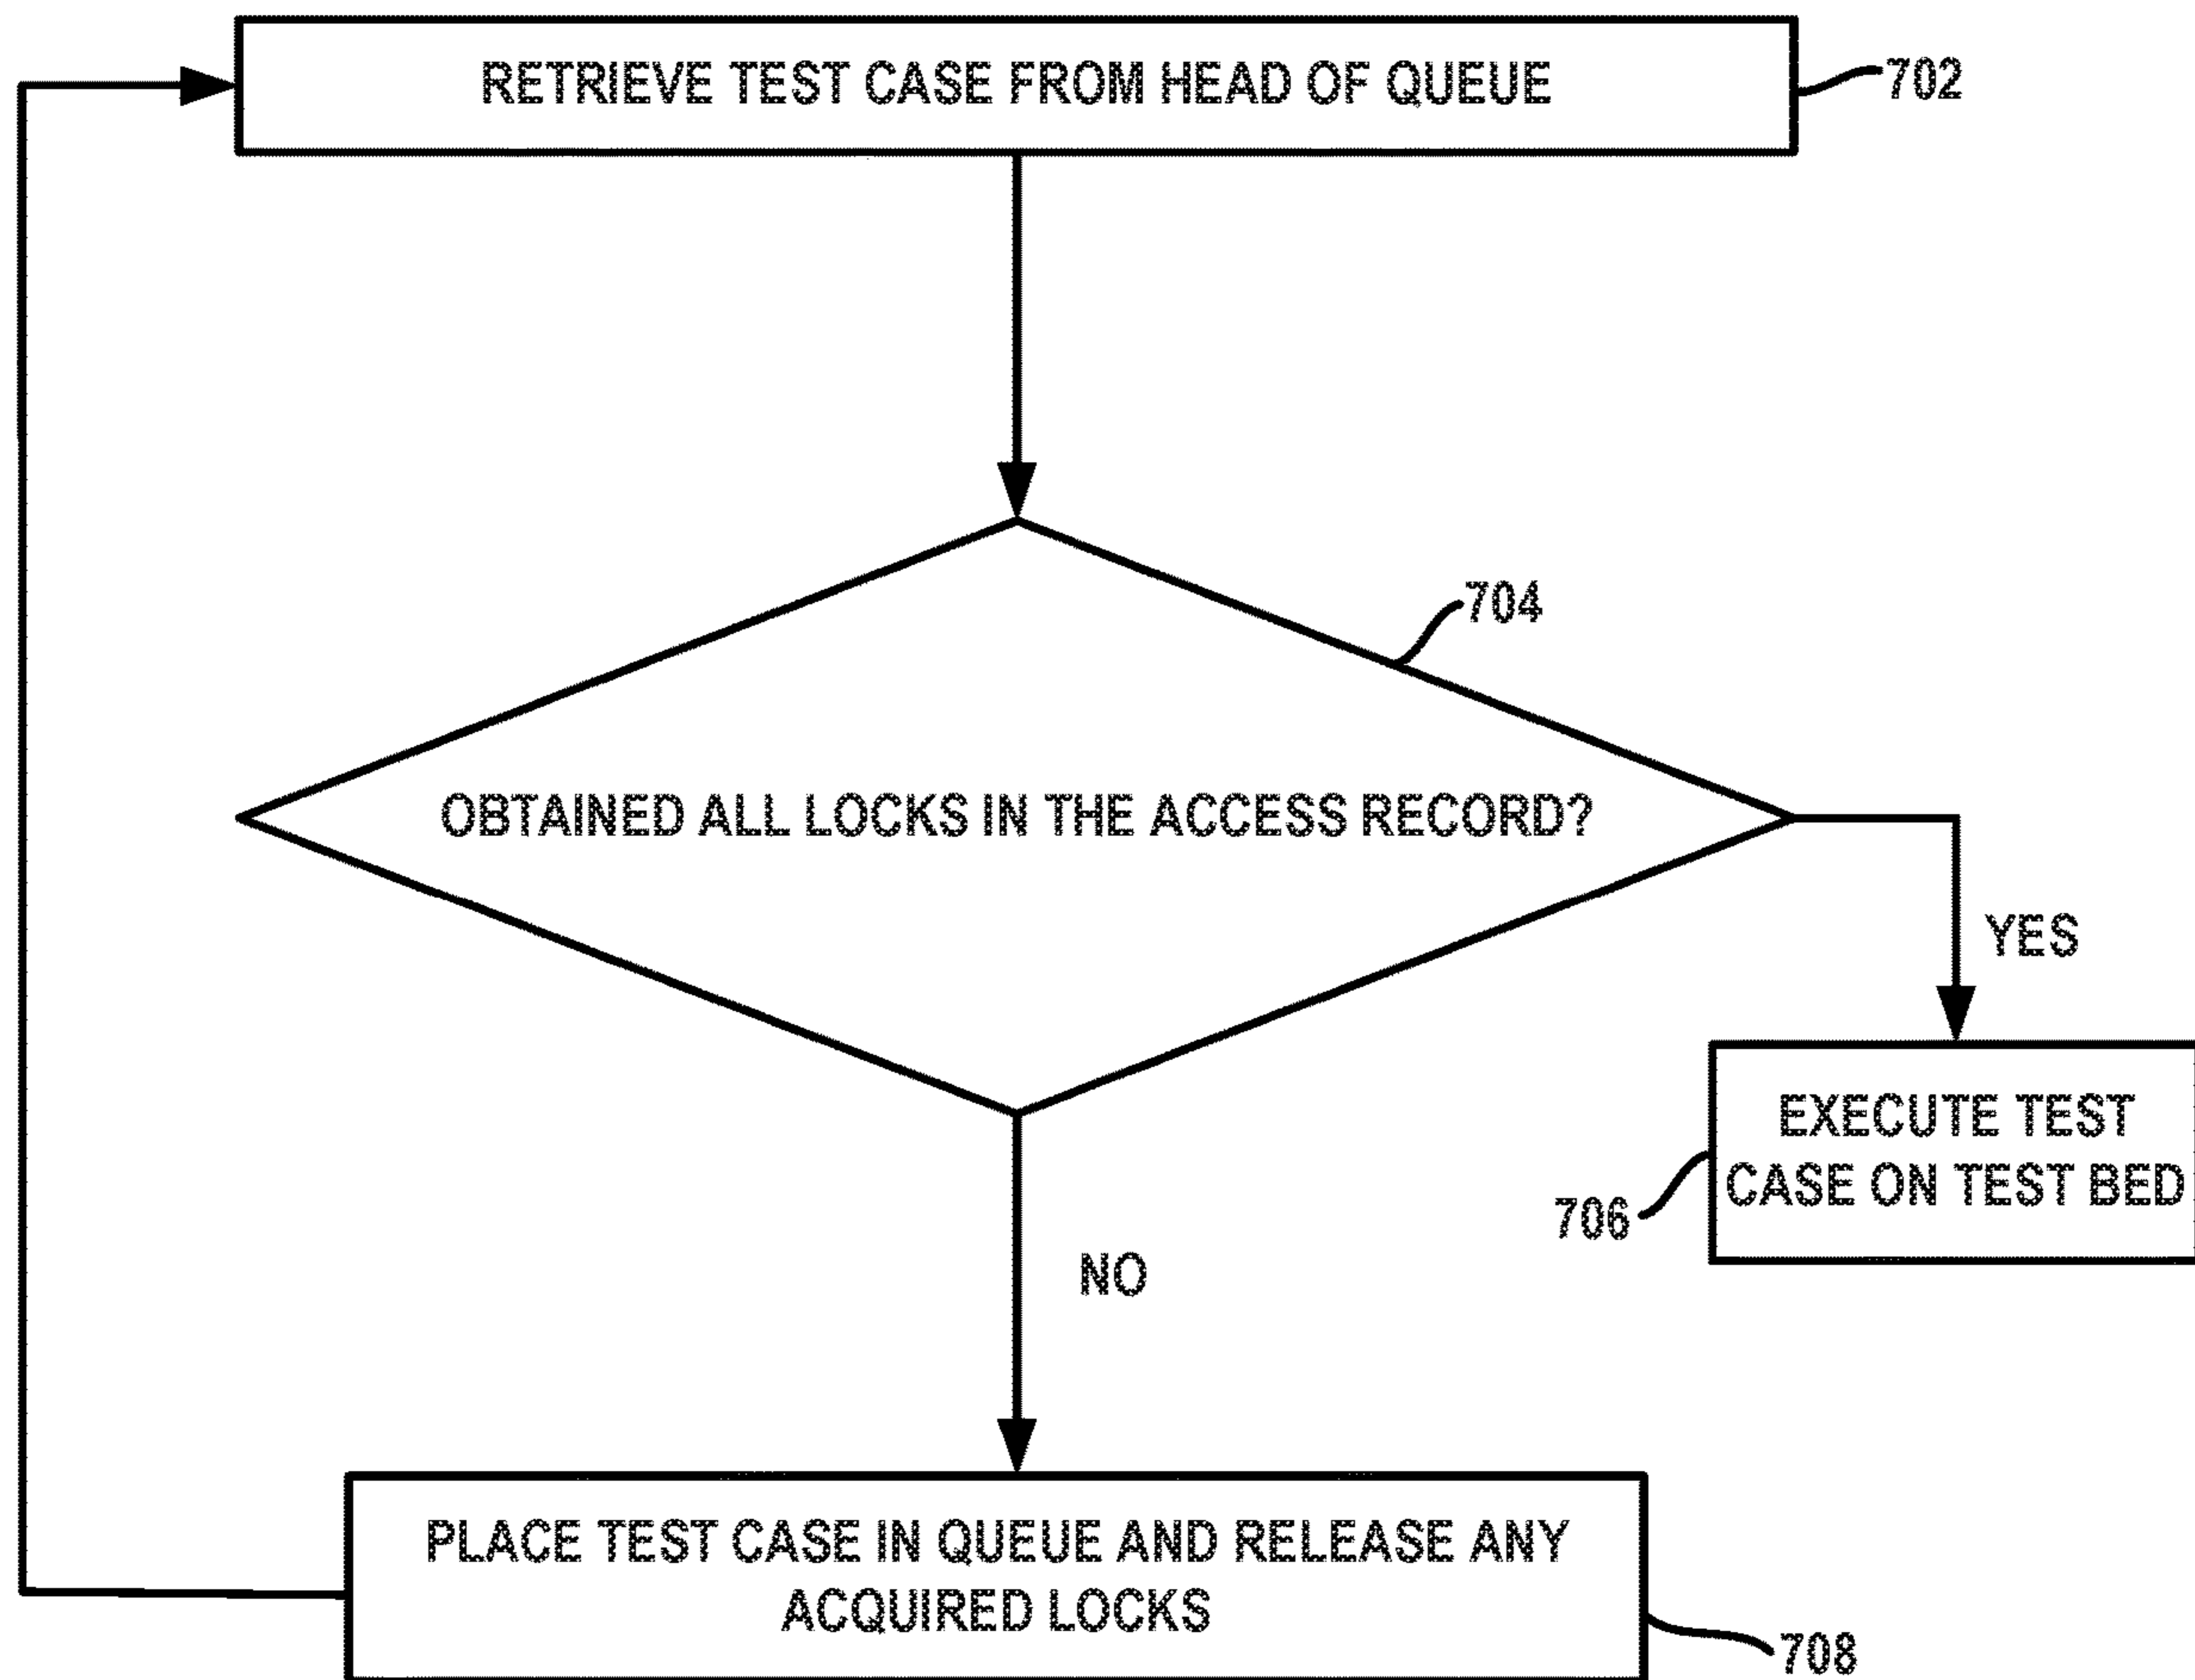 RETRIEVE TEST CASE FROM HEAD OF QUEUE
702
704
OBTAINED ALL LOCKS IN THE ACCESS RECORD?
YES
EXECUTE TEST
CASE ON TEST BED
706
NO
PLACE TEST CASE IN QUEUE AND RELEASE ANY
ACQUIRED LOCKS
708